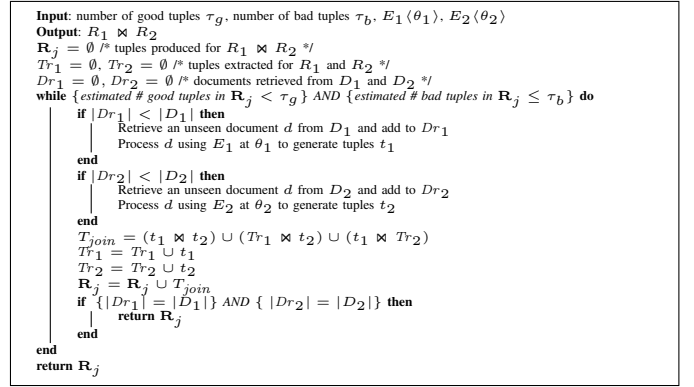 Input: number of good tuples τg, number of bad tuples τb, E1⟨θ1⟩, E2⟨θ2⟩
Output: R1 ⋈ R2
Rj = ∅ /* tuples produced for R1 ⋈ R2 */
Tr1 = ∅, Tr2 = ∅ /* tuples extracted for R1 and R2 */
Dr1 = ∅, Dr2 = ∅ /* documents retrieved from D1 and D2 */
while {estimated # good tuples in Rj < τg} AND {estimated # bad tuples in Rj ≤ τb} do
if |Dr1| < |D1| then
Retrieve an unseen document d from D1 and add to Dr1
Process d using E1 at θ1 to generate tuples t1
end
if |Dr2| < |D2| then
Retrieve an unseen document d from D2 and add to Dr2
Process d using E2 at θ2 to generate tuples t2
end
Tjoin = (t1 ⋈ t2) ∪ (Tr1 ⋈ t2) ∪ (t1 ⋈ Tr2)
Tr1 = Tr1 ∪ t1
Tr2 = Tr2 ∪ t2
Rj = Rj ∪ Tjoin
if {|Dr1| = |D1|} AND { |Dr2| = |D2|} then
return Rj
end
end
return Rj